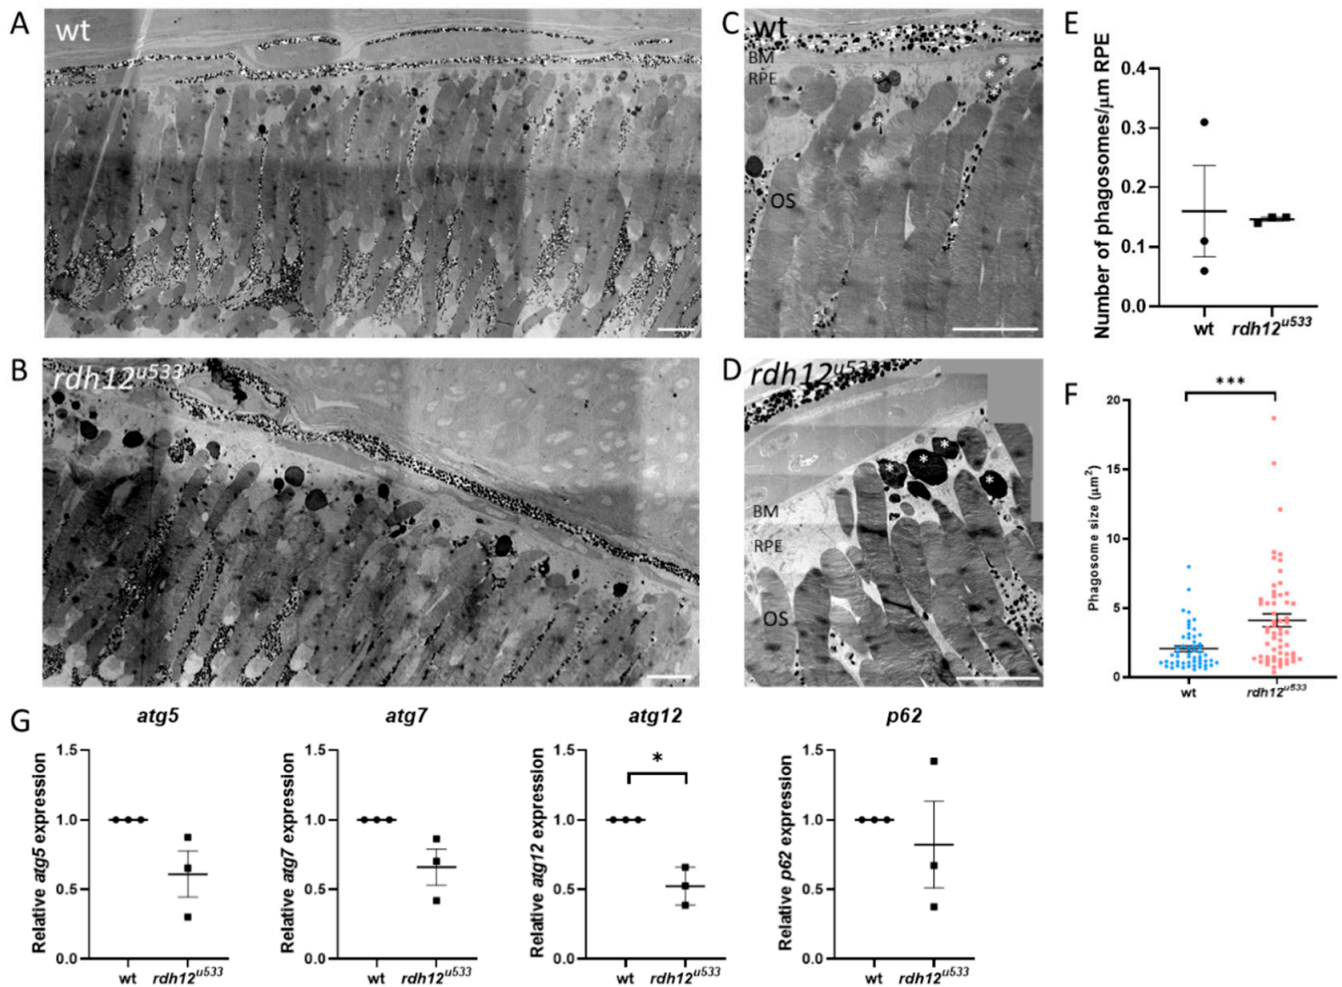 A
wt
B
rdh12u533
C
wt
BM
RPE
*
*
*
*
OS
D
rdh12u533
*
*
*
*
BM
RPE
OS
E
Number of phagosomes/μm RPE
0.4
0.3
0.2
0.1
0.0
wt
rdh12u533
F
***
Phagosome size (μm2)
20
15
10
5
0
wt
rdh12u533
G
atg5
Relative atg5 expression
1.5
1.0
0.5
0.0
wt
rdh12u533
atg7
Relative atg7 expression
1.5
1.0
0.5
0.0
wt
rdh12u533
atg12
*
Relative atg12 expression
1.5
1.0
0.5
0.0
wt
rdh12u533
p62
Relative p62 expression
1.5
1.0
0.5
0.0
wt
rdh12u533